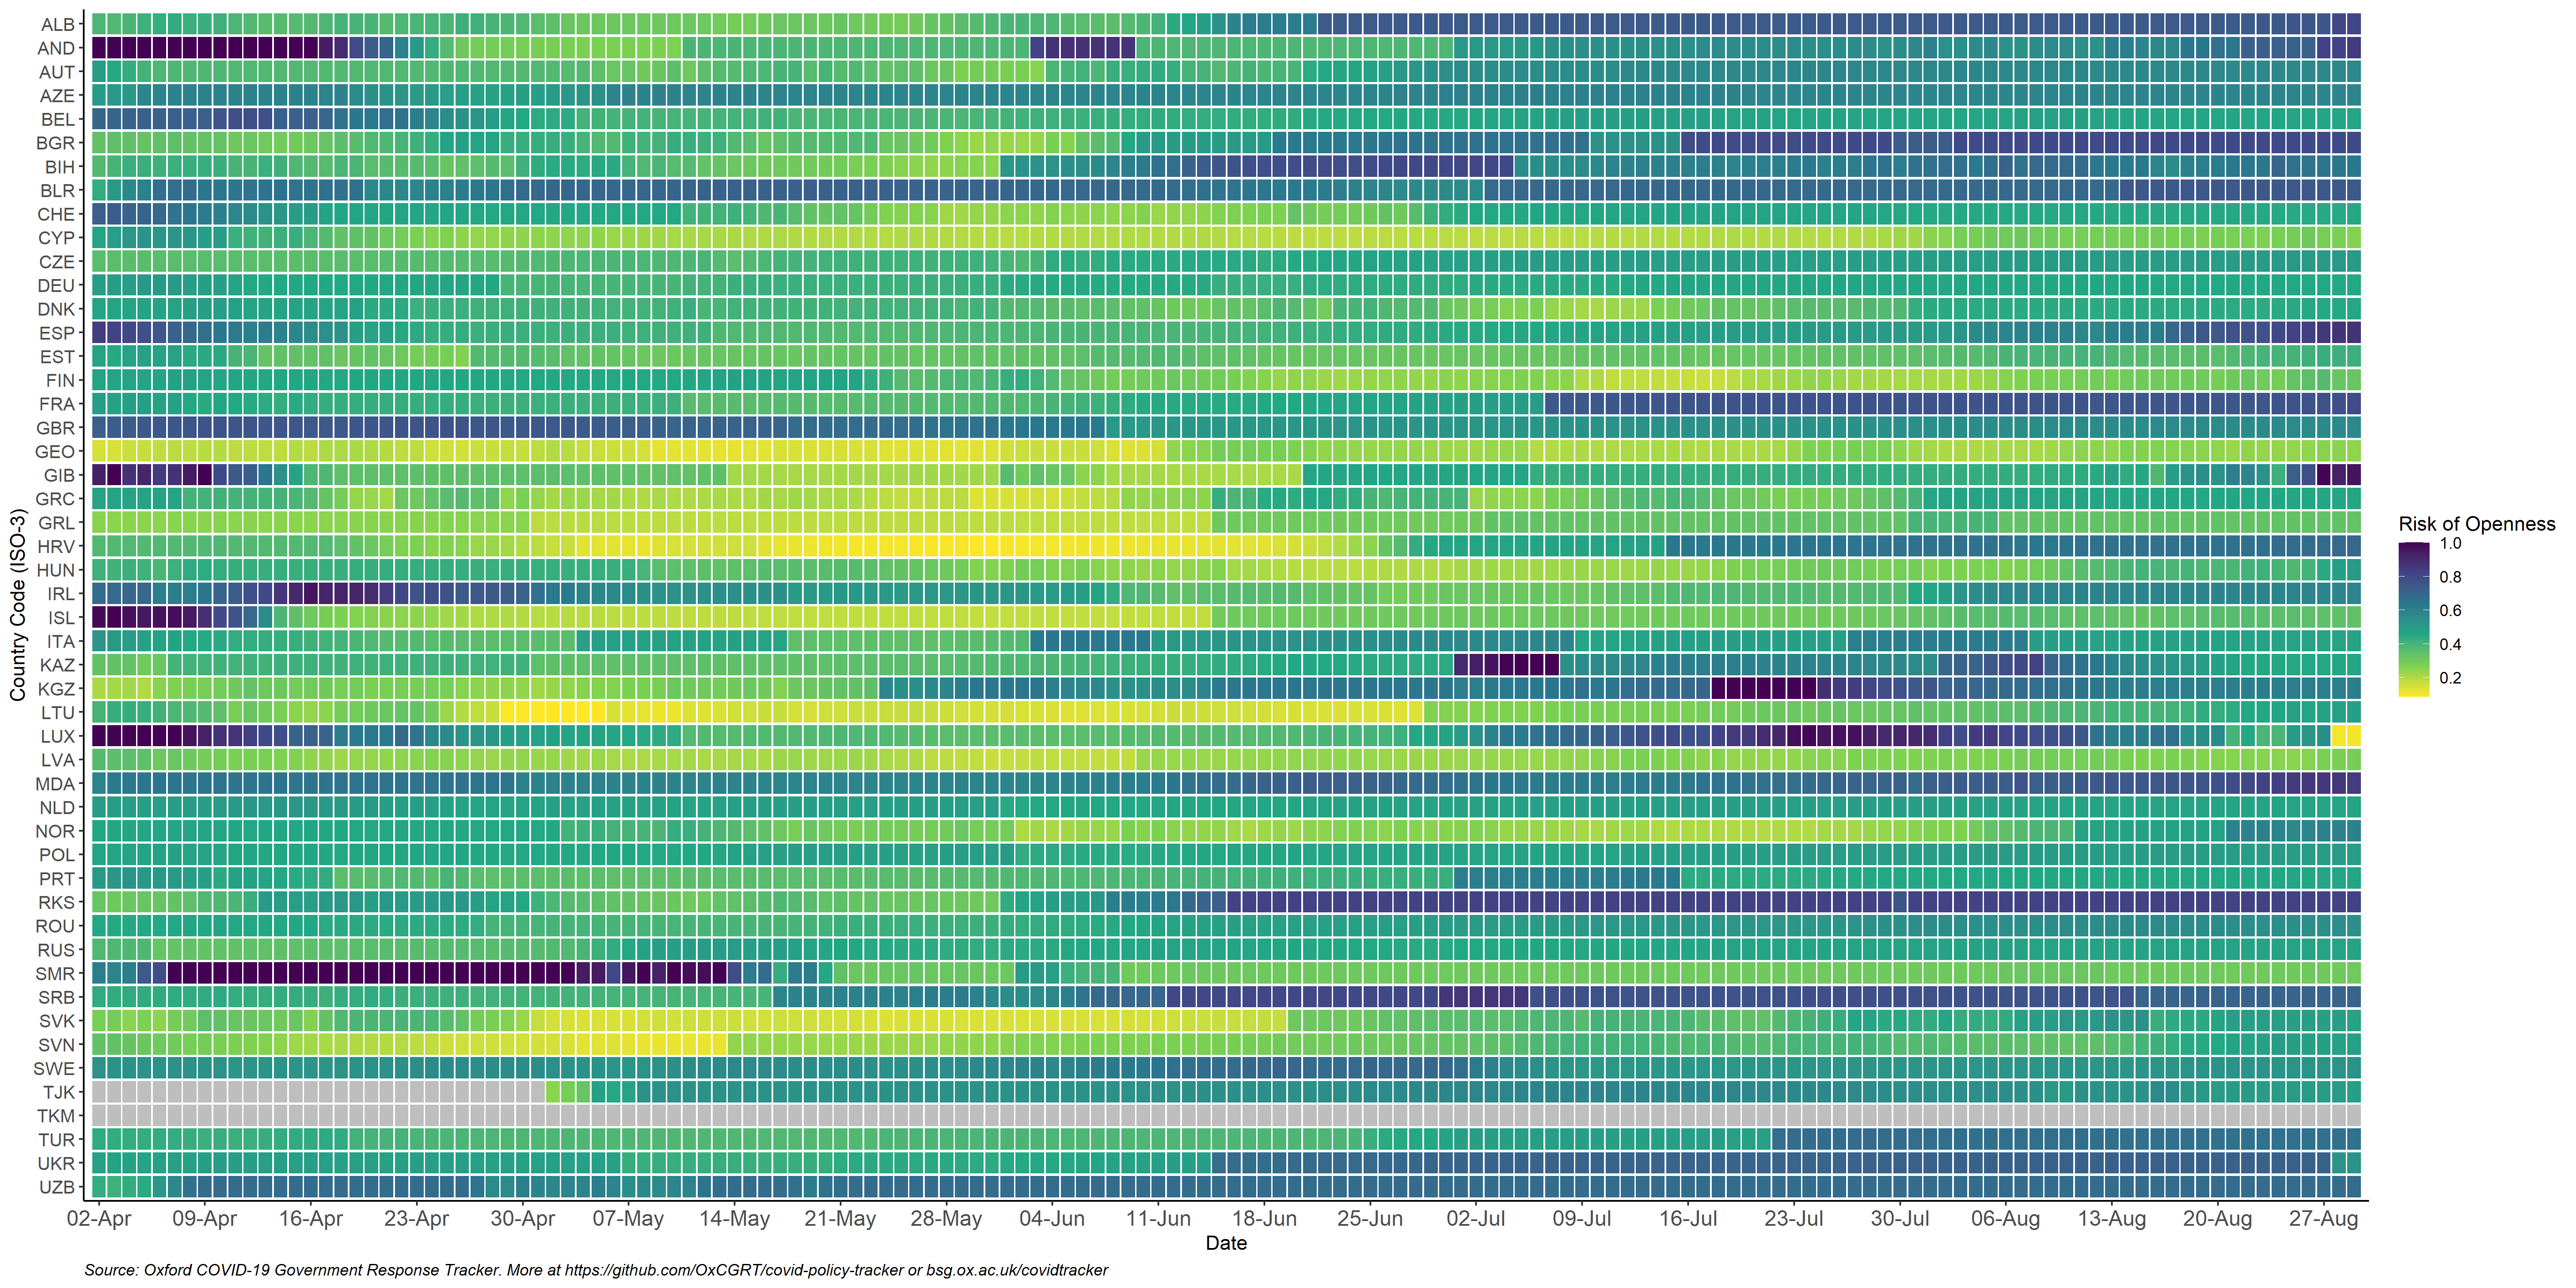 ALB
AND
AUT
AZE
BEL
BGR
BIH
BLR
CHE
CYP
CZE
DEU
DNK
ESP
EST
FIN
FRA
GBR
GEO
GIB
GRC
GRL
HRV
HUN
IRL
ISL
ITA
KAZ
KGZ
LTU
LUX
LVA
MDA
NLD
NOR
POL
PRT
RKS
ROU
RUS
SMR
SRB
SVK
SVN
SWE
TJK
TKM
TUR
UKR
UZB
Country Code (ISO-3)
02-Apr 09-Apr 16-Apr 23-Apr 30-Apr 07-May 14-May 21-May 28-May 04-Jun 11-Jun 18-Jun 25-Jun 02-Jul 09-Jul 16-Jul 23-Jul 30-Jul 06-Aug 13-Aug 20-Aug 27-Aug
Date
Risk of Openness
1.0
0.8
0.6
0.4
0.2
Source: Oxford COVID-19 Government Response Tracker. More at https://github.com/OxCGRT/covid-policy-tracker or bsg.ox.ac.uk/covidtracker